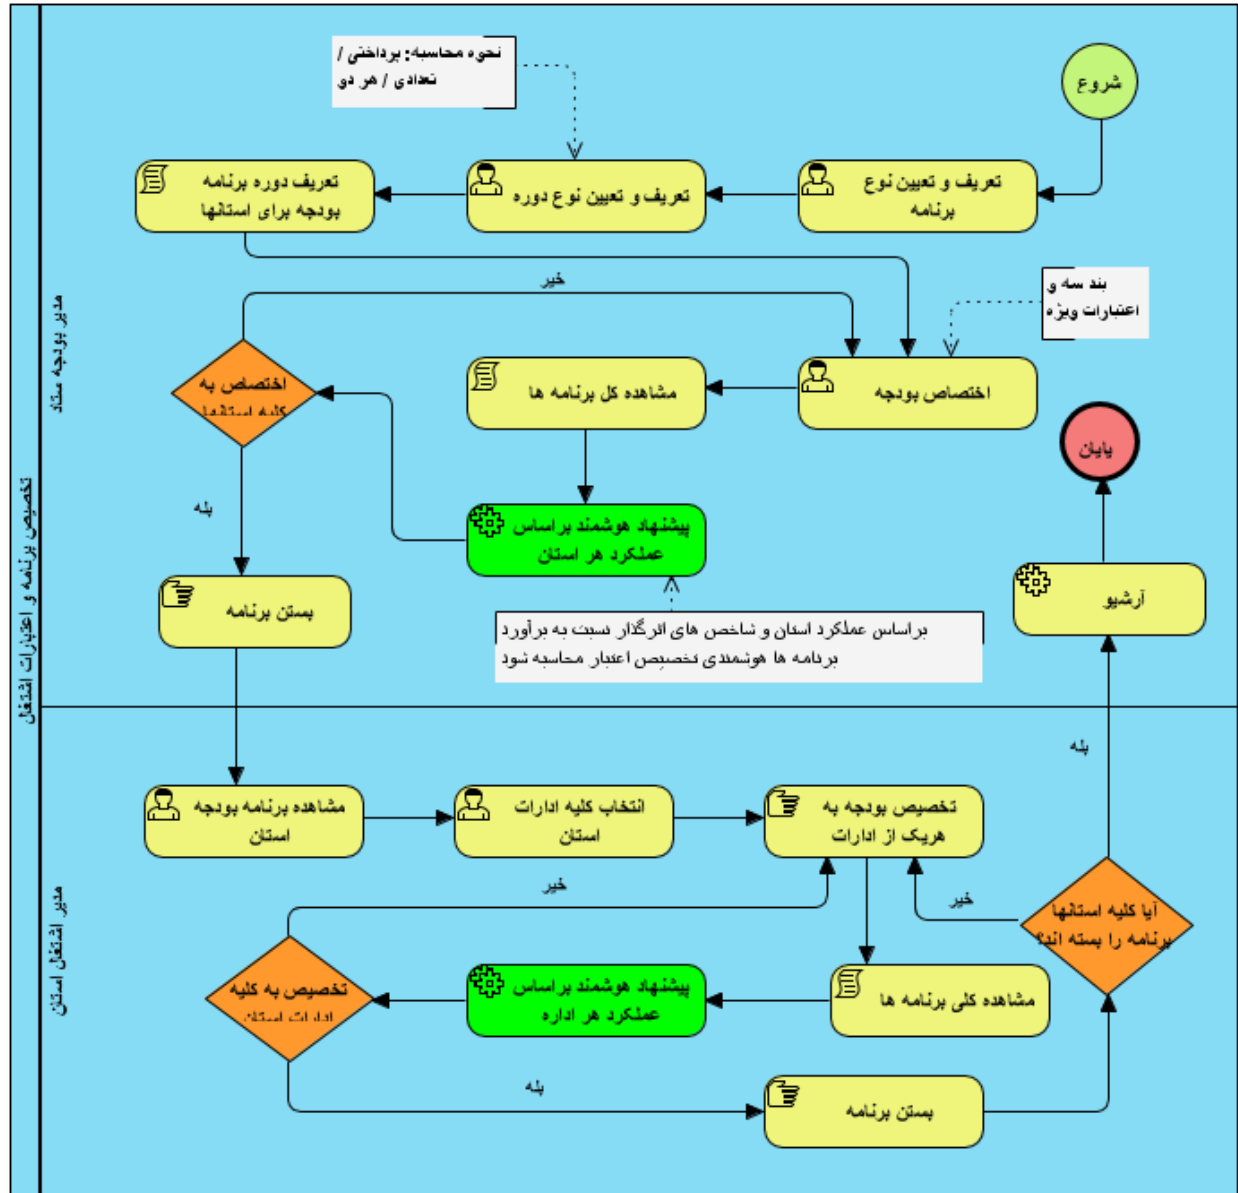 نحوه محاسبه: پرداختی /
تعدادی / هر دو
شروع
تعریف و تعیین نوع
برنامه
تعریف و تعیین نوع دوره
تعریف دوره برنامه
بودجه برای استانها
خیر
بند سه و
اعتبارات ویژه
مدیر بودجه ستاد
اختصاص بودجه
مشاهده کل برنامه ها
اختصاص به
کلیه استانها
پایان
تخصیص برنامه و اعتبارات اشتغال
بله
پیشنهاد هوشمند براساس
عملکرد هر استان
بستن برنامه
آرشیو
براساس عملکرد استان و شاخص های اثرگذار نسبت به برآورد
برنامه ها هوشمندی تخصیص اعتبار محاسبه شود
بله
مشاهده برنامه بودجه
استان
انتخاب کلیه ادارات
استان
تخصیص بودجه به
هریک از ادارات
مدیر اشتغال استان
خیر
خیر
آیا کلیه استانها
برنامه را بسته اند؟
تخصیص به کلیه
ادارات استان
پیشنهاد هوشمند براساس
عملکرد هر اداره
مشاهده کلی برنامه ها
بله
بستن برنامه